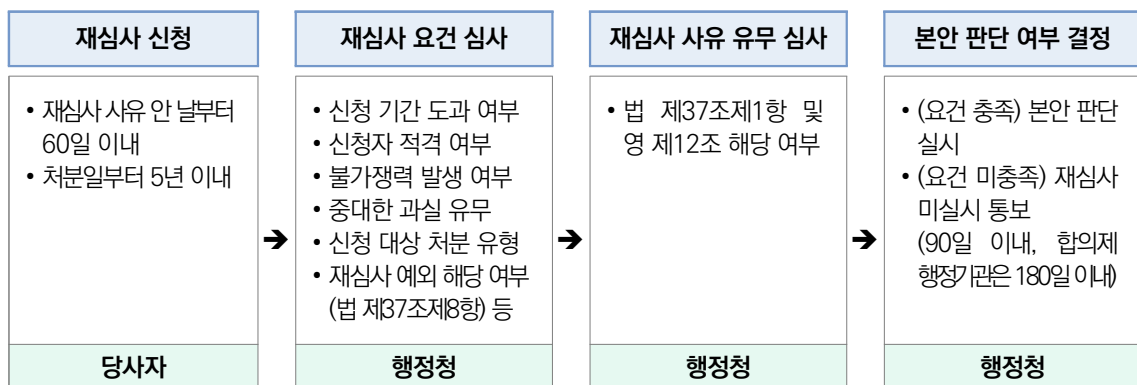 재심사 신청
• 재심사 사유 안 날부터
60일 이내
• 처분일부터 5년 이내
당사자
➔
재심사 요건 심사
• 신청 기간 도과 여부
• 신청자 적격 여부
• 불가쟁력 발생 여부
• 중대한 과실 유무
• 신청 대상 처분 유형
• 재심사 예외 해당 여부
(법 제37조제8항) 등
행정청
➔
재심사 사유 유무 심사
• 법 제37조제1항 및
영 제12조 해당 여부
행정청
➔
본안 판단 여부 결정
• (요건 충족) 본안 판단
실시
• (요건 미충족) 재심사
미실시 통보
(90일 이내, 합의제
행정기관은 180일 이내)
행정청